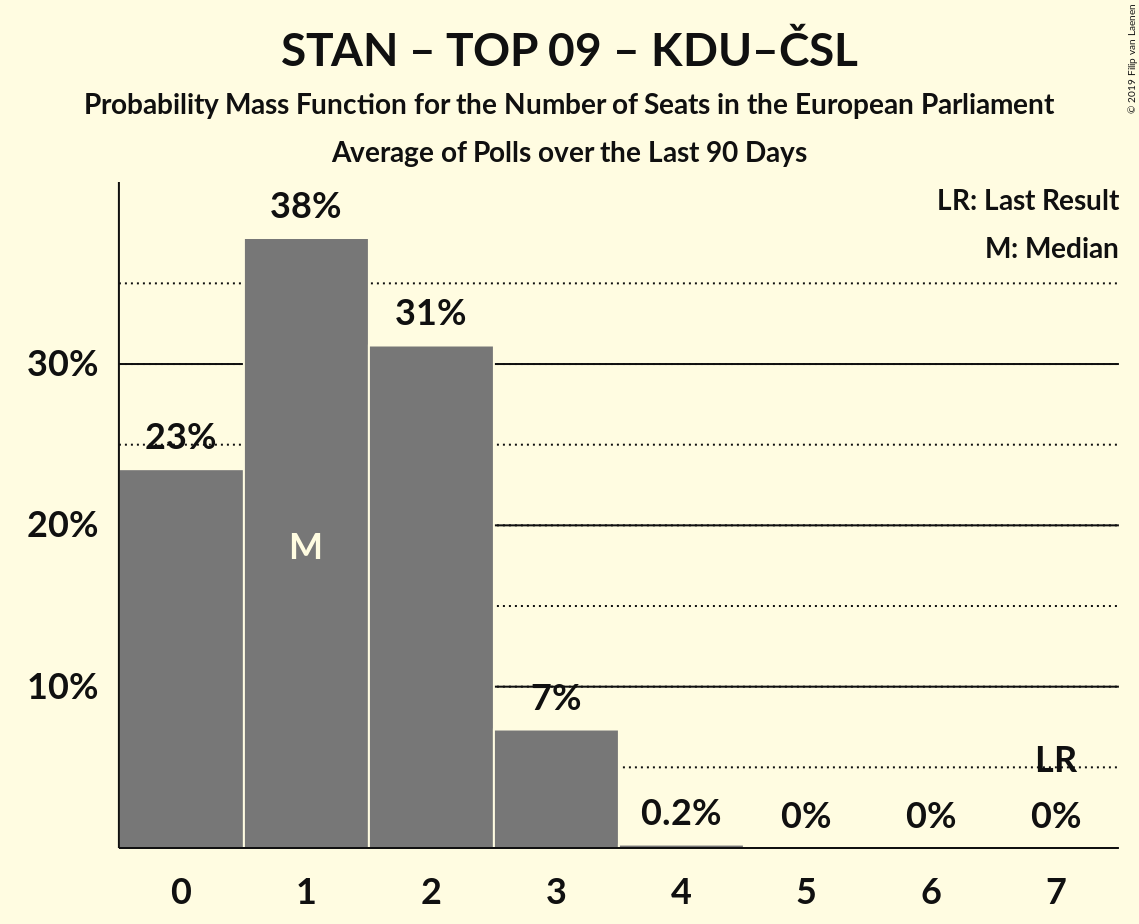 STAN – TOP 09 – KDU–ČSL
Probability Mass Function for the Number of Seats in the European Parliament
Average of Polls over the Last 90 Days
© 2019 Filip van Laenen
LR: Last Result
M: Median
38%
31%
30%
23%
20%
M
10%
7%
LR
0.2%
0%
0%
0%
0 1 2 3 4 5 6 7